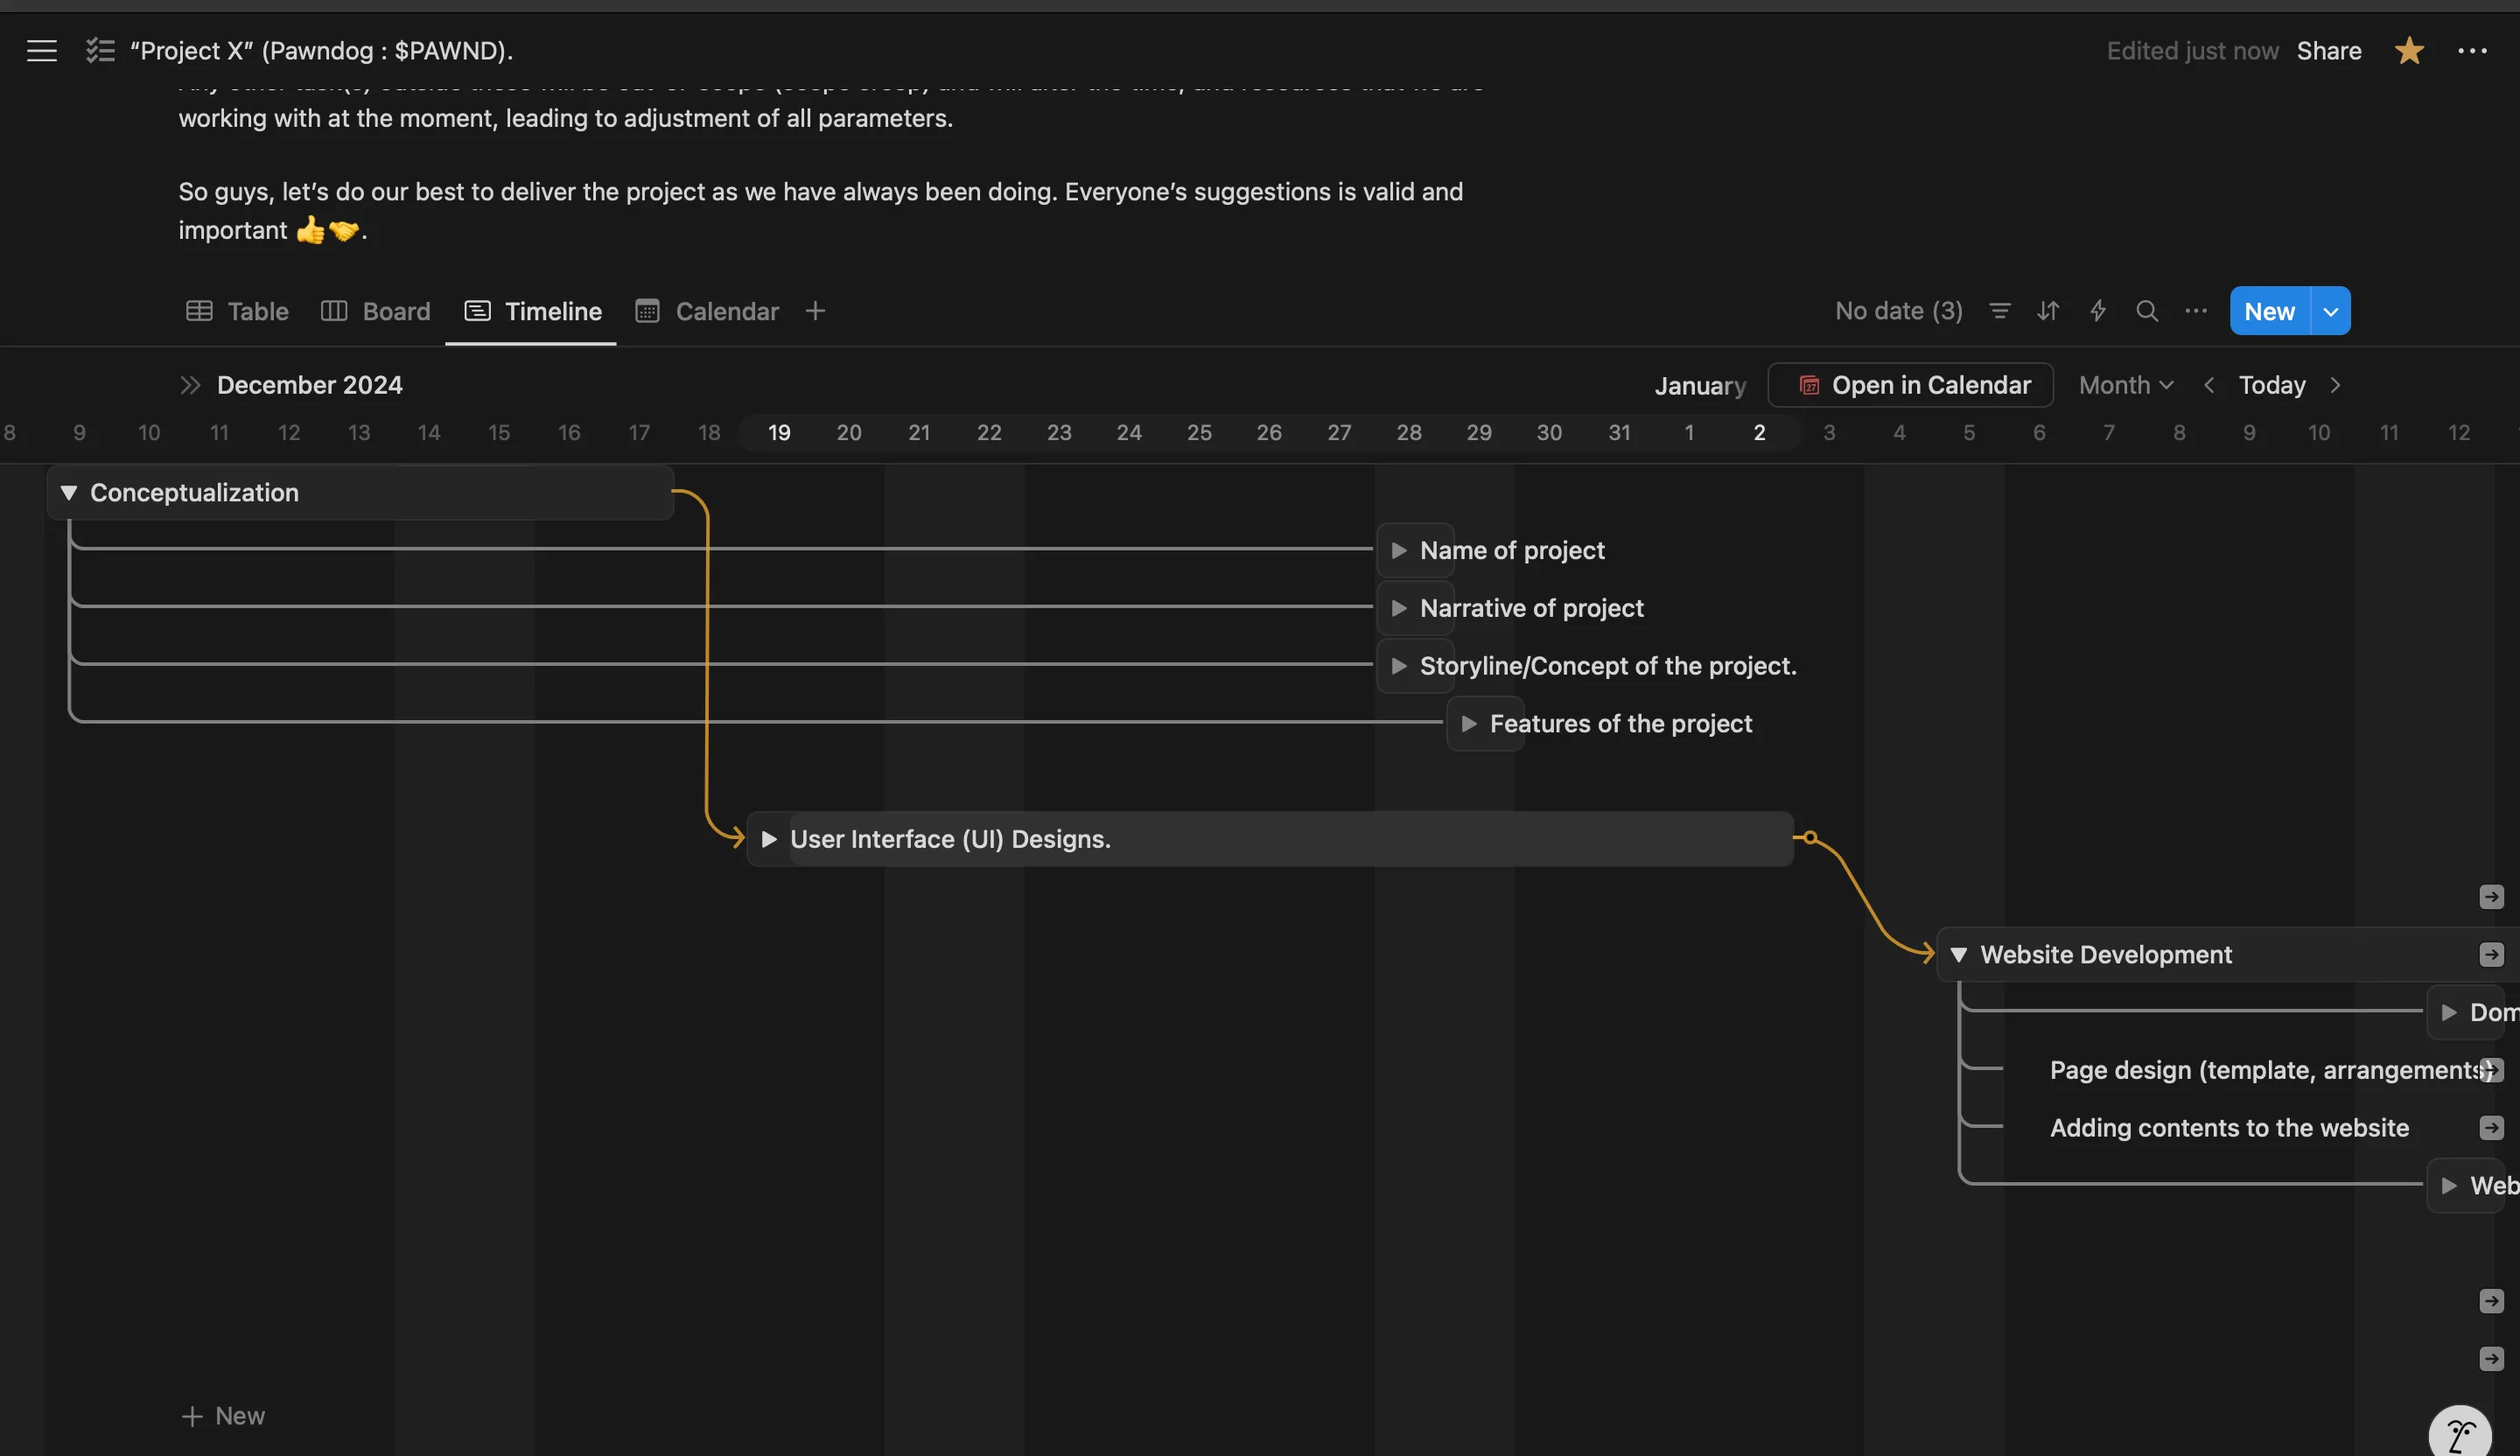 “Project X” (Pawndog : $PAWND).
Edited just now
Share
working with at the moment, leading to adjustment of all parameters.
So guys, let’s do our best to deliver the project as we have always been doing. Everyone’s suggestions is valid and
important 👍🤝.
Table
Board
Timeline
Calendar
No date (3)
New
December 2024
January
Open in Calendar
Month
Today
8 9 10 11 12 13 14 15 16 17 18 19 20 21 22 23 24 25 26 27 28 29 30 31 1 2 3 4 5 6 7 8 9 10 11 12
Conceptualization
Name of project
Narrative of project
Storyline/Concept of the project.
Features of the project
User Interface (UI) Designs.
Website Development
Dom
Page design (template, arrangements)
Adding contents to the website
Web
New